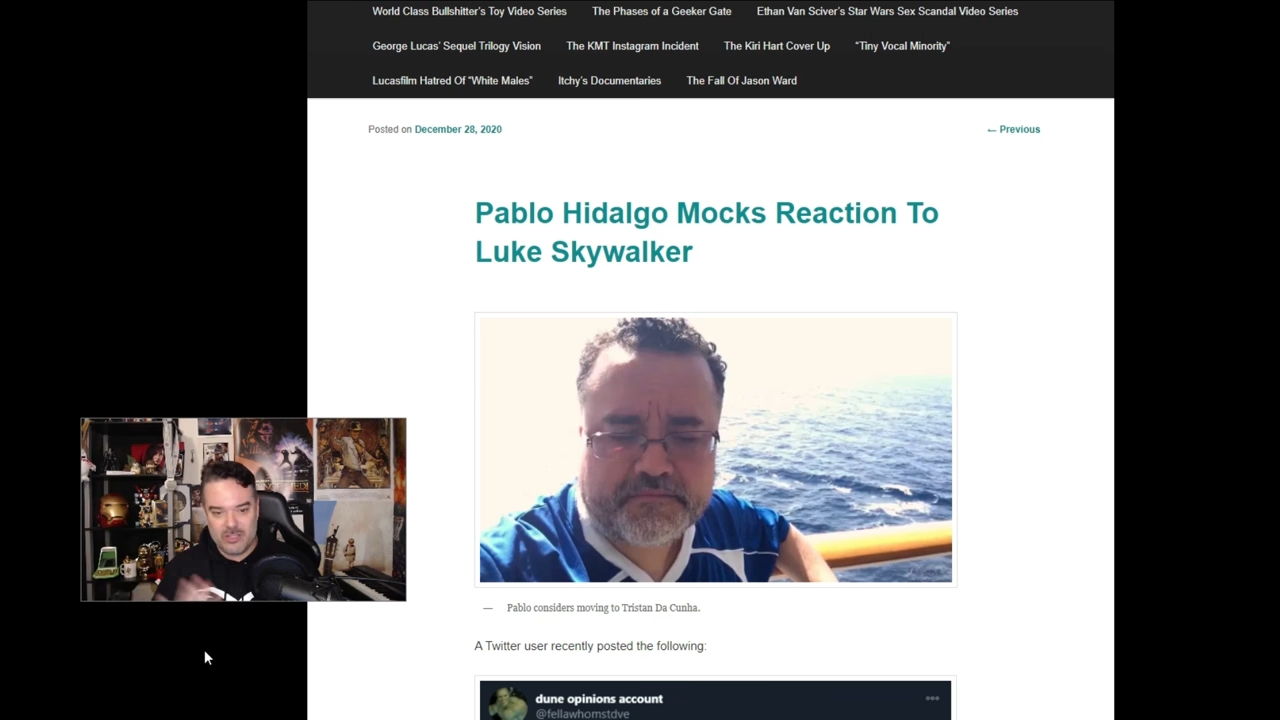 World Class Bullshitter's Toy Video Series The Phases of a Geeker Gate Ethan Van Sciver's Star Wars Sex Scandal Video Series
George Lucas' Sequel Trilogy Vision The KMT Instagram Incident The Kiri Hart Cover Up "Tiny Vocal Minority"
Lucasfilm Hatred Of "White Males" Itchy's Documentaries The Fall Of Jason Ward
Posted on December 28, 2020 ← Previous
Pablo Hidalgo Mocks Reaction To
Luke Skywalker
— Pablo considers moving to Tristan Da Cunha.
A Twitter user recently posted the following:
dune opinions account
@fellawhomstdve